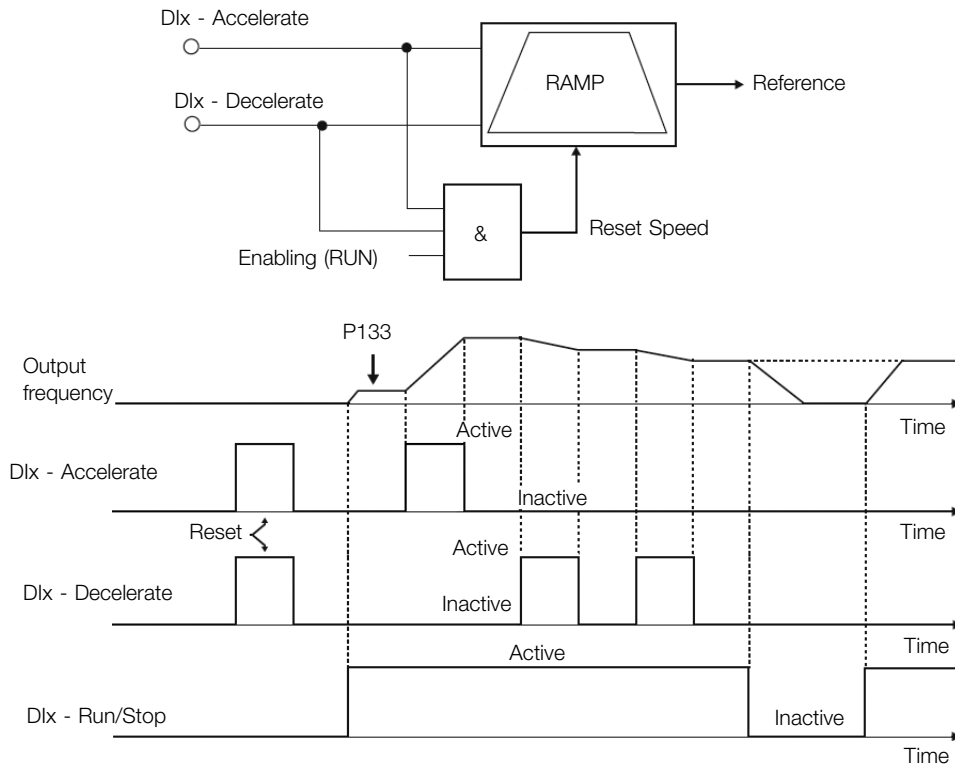 DIx - Accelerate
RAMP
Reference
DIx - Decelerate
&
Reset Speed
Enabling (RUN)
P133
Output
frequency
Time
Active
DIx - Accelerate
Inactive
Time
Reset
Active
DIx - Decelerate
Inactive
Time
Active
DIx - Run/Stop
Inactive
Time